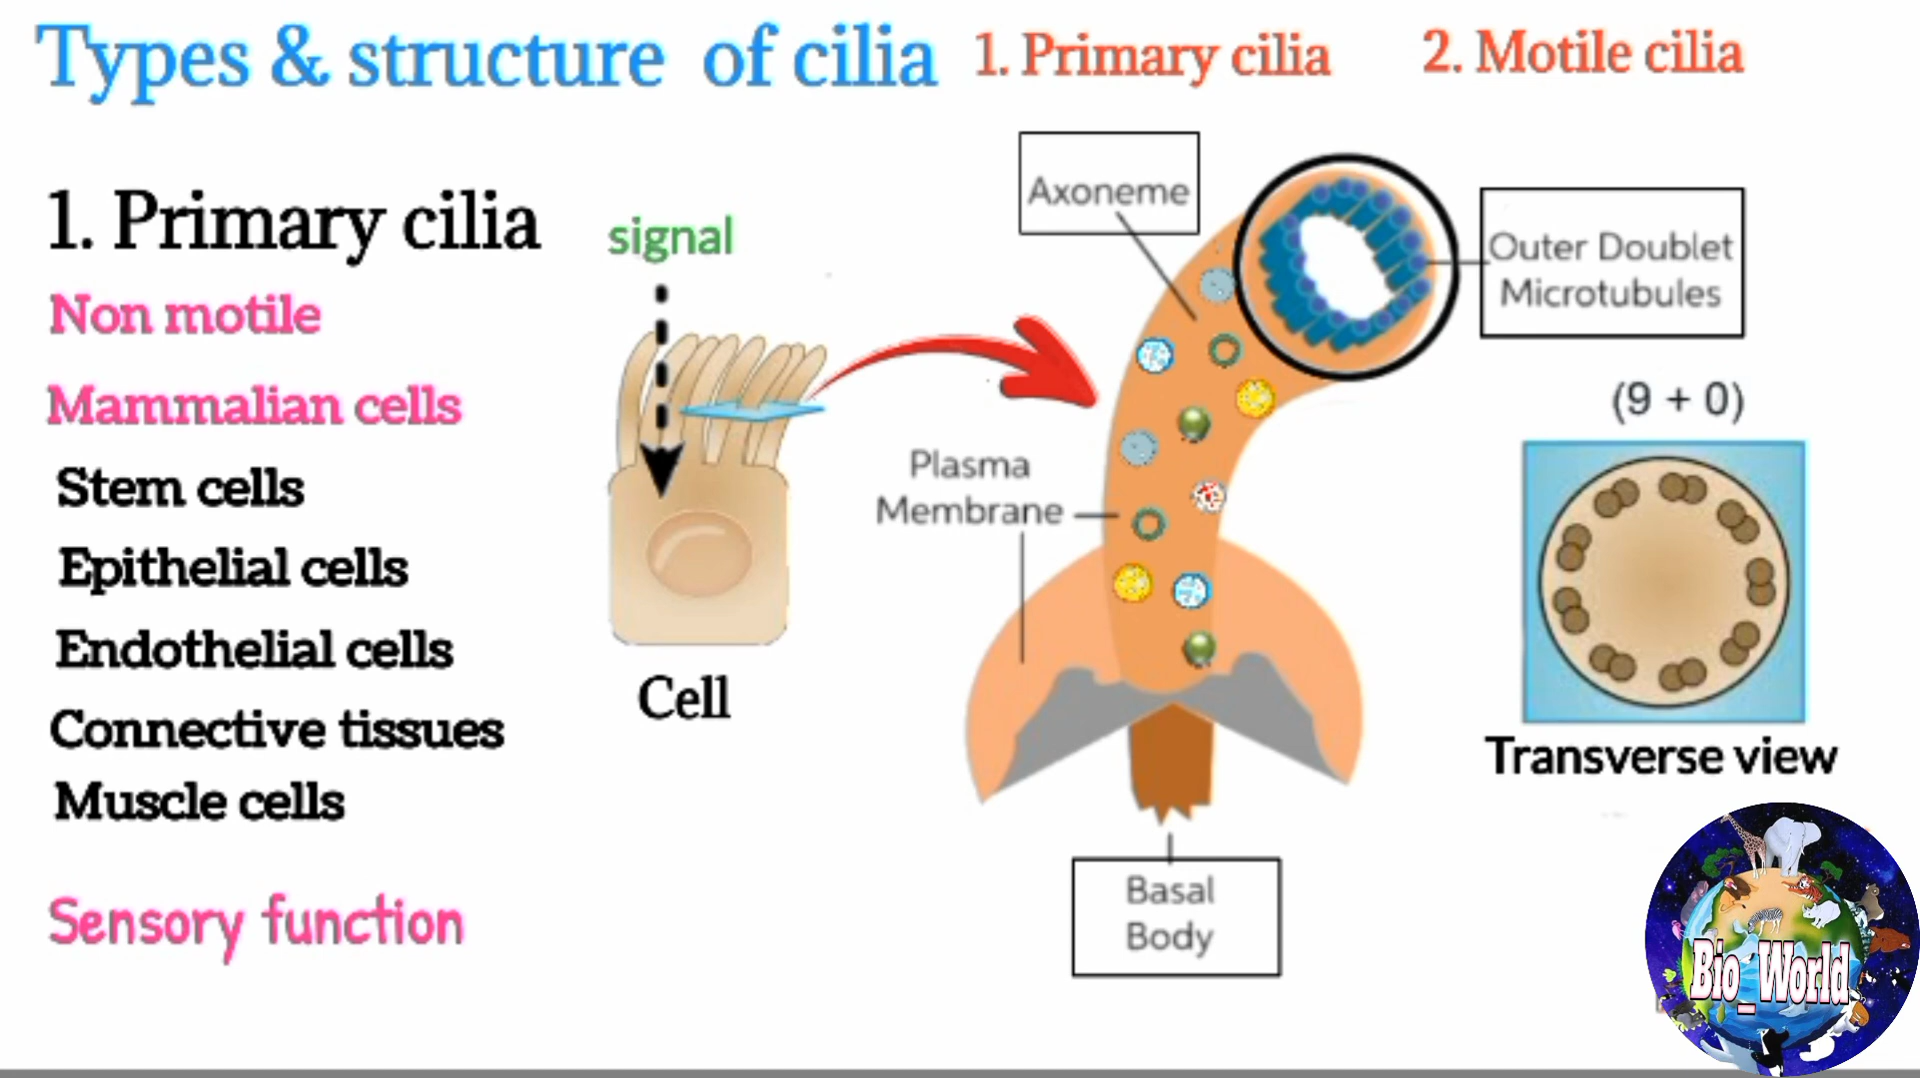 Types & structure of cilia
1. Primary cilia
2. Motile cilia
1. Primary cilia
Non motile
Mammalian cells
Stem cells
Epithelial cells
Endothelial cells
Connective tissues
Muscle cells
Sensory function
signal
Cell
Axoneme
Outer Doublet
Microtubules
Plasma
Membrane
Basal
Body
(9 + 0)
Transverse view
Bio_World